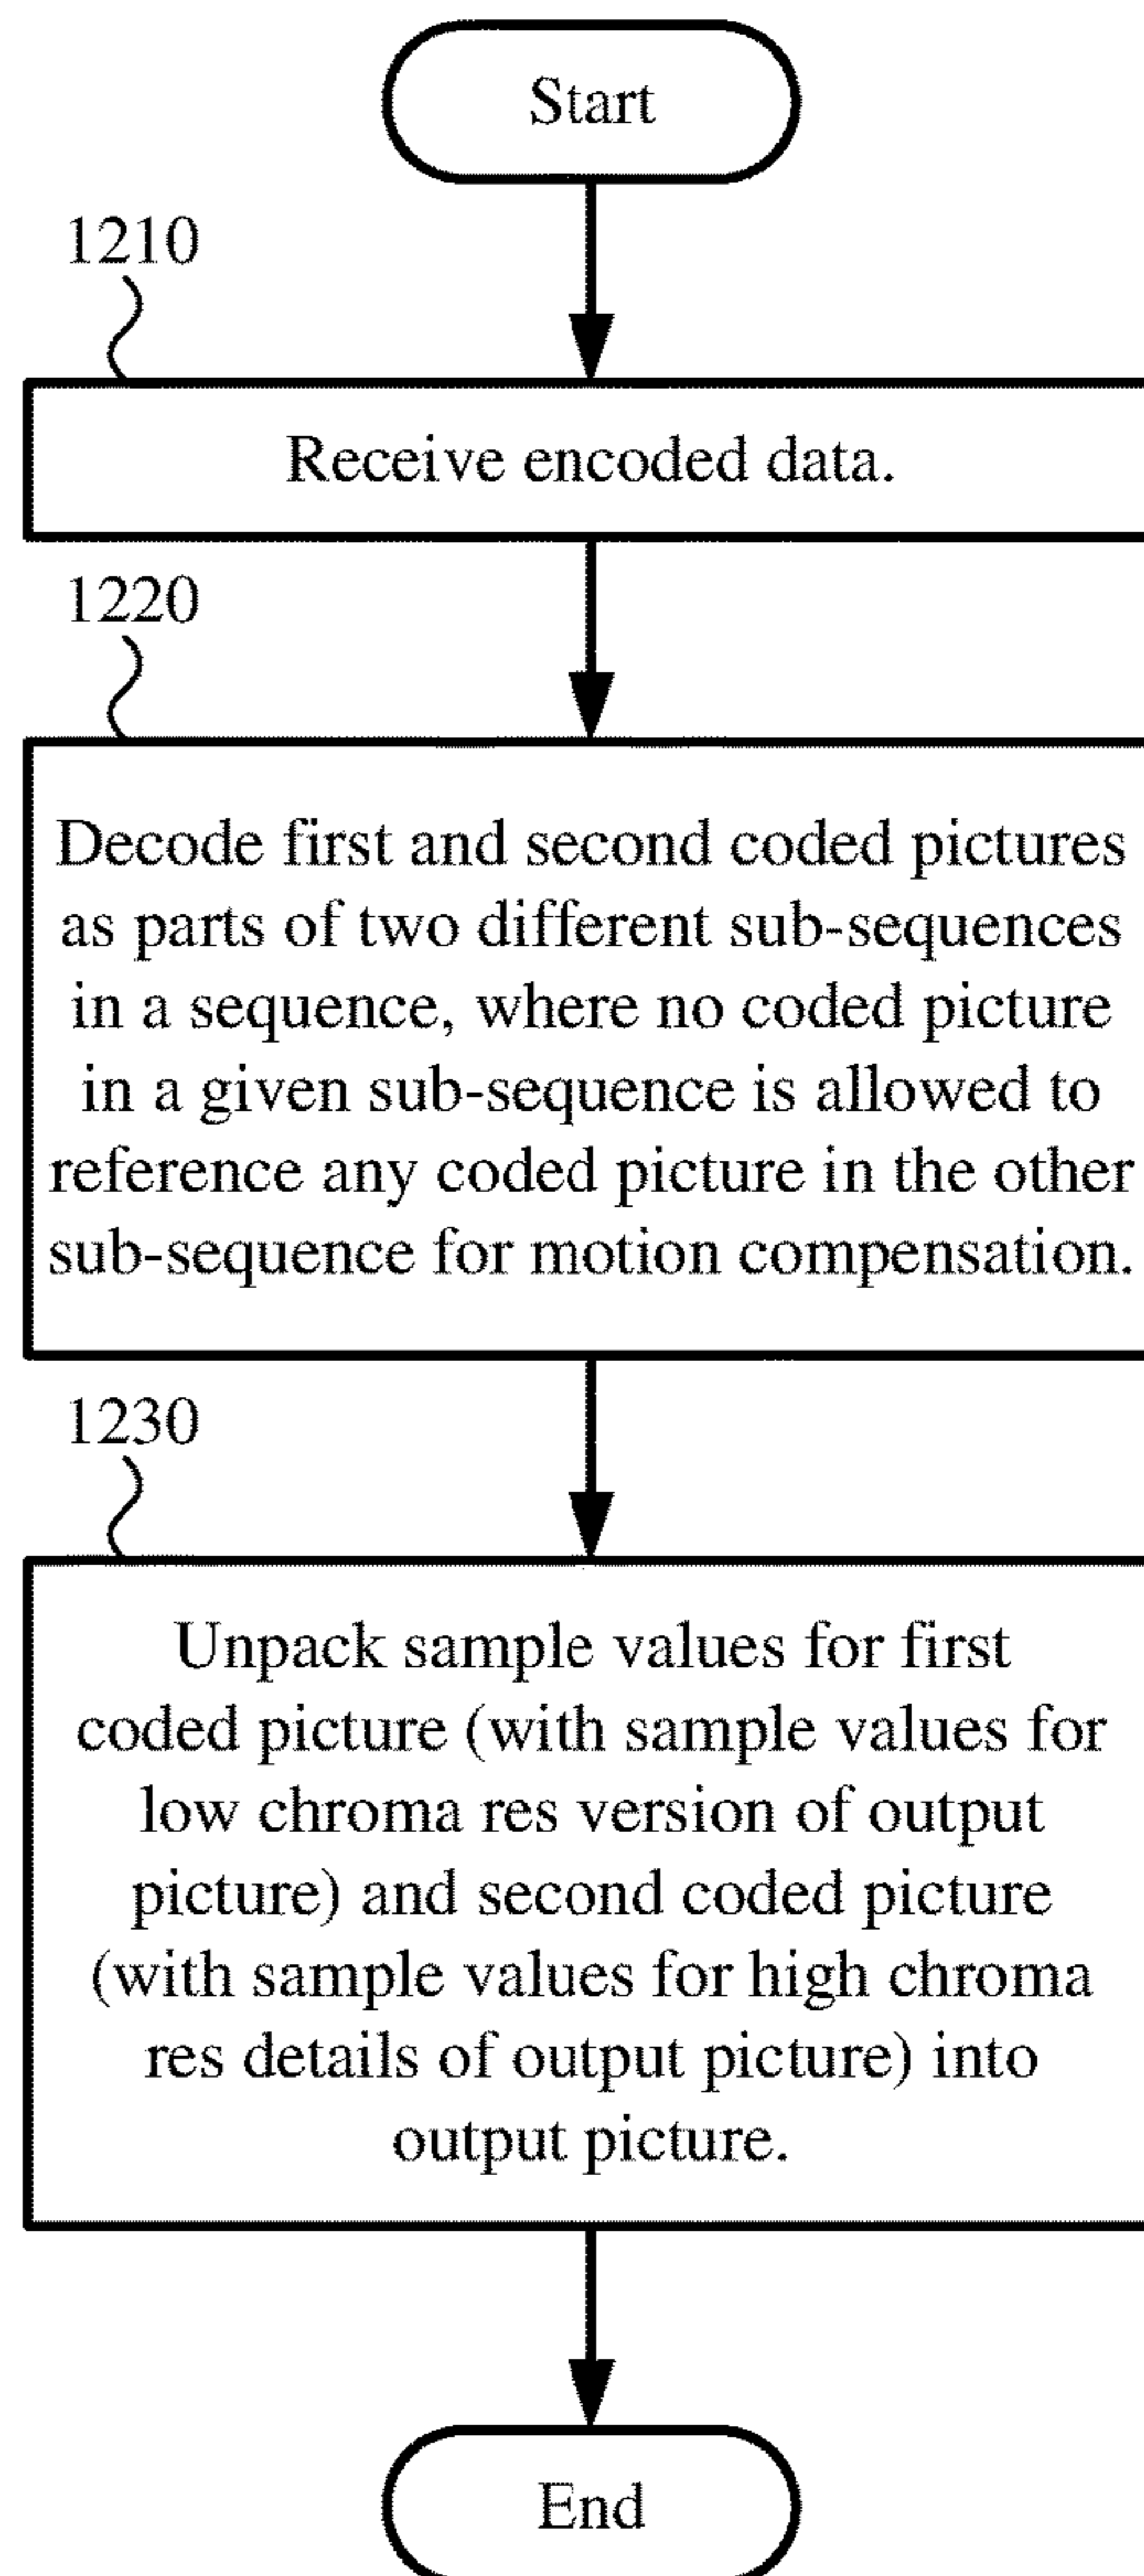 Start
1210
Receive encoded data.
1220
Decode first and second coded pictures
as parts of two different sub-sequences
in a sequence, where no coded picture
in a given sub-sequence is allowed to
reference any coded picture in the other
sub-sequence for motion compensation.
1230
Unpack sample values for first
coded picture (with sample values for
low chroma res version of output
picture) and second coded picture
(with sample values for high chroma
res details of output picture) into
output picture.
End